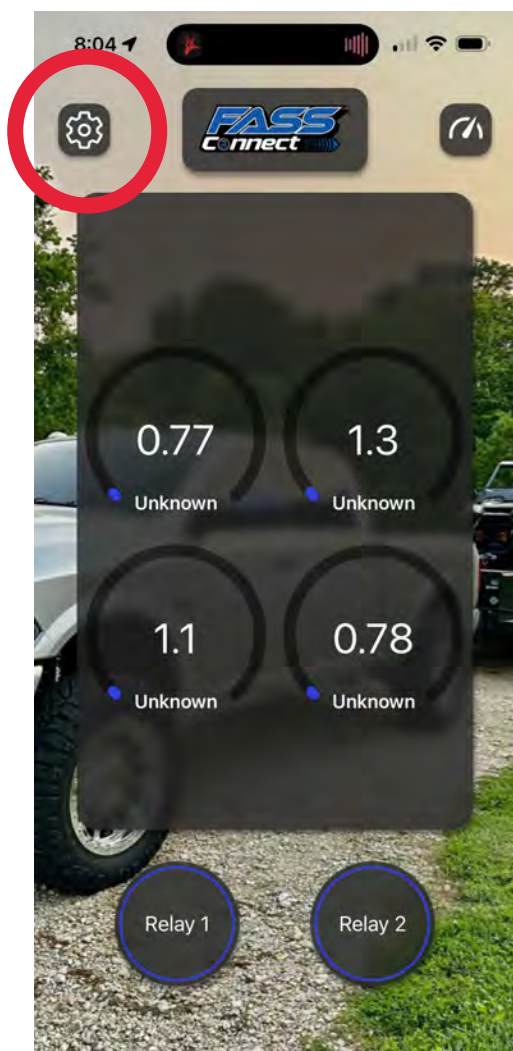 8:04
FASS
Connect
0.77
1.3
Unknown
Unknown
1.1
0.78
Unknown
Unknown
Relay 1
Relay 2